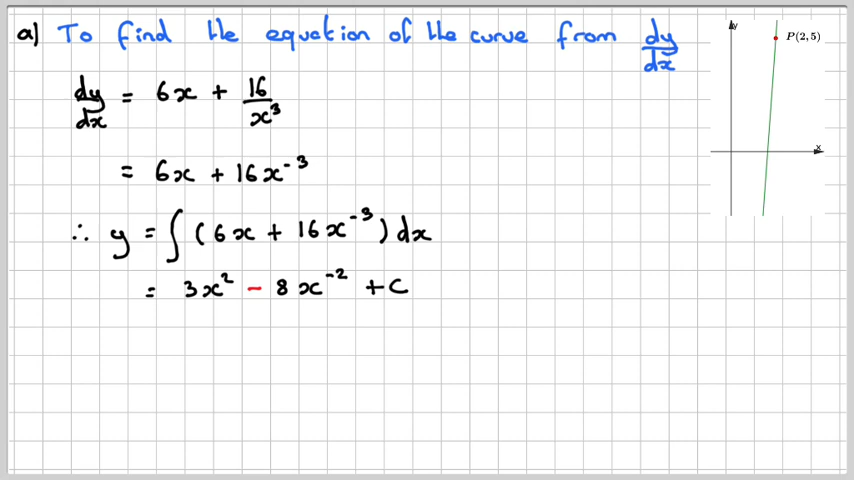 a) To find the equation of the curve from dy/dx
dy/dx = 6x + 16/x³
= 6x + 16x⁻³
∴ y = ∫ (6x + 16x⁻³) dx
= 3x² - 8x⁻² + C
y
P(2, 5)
x